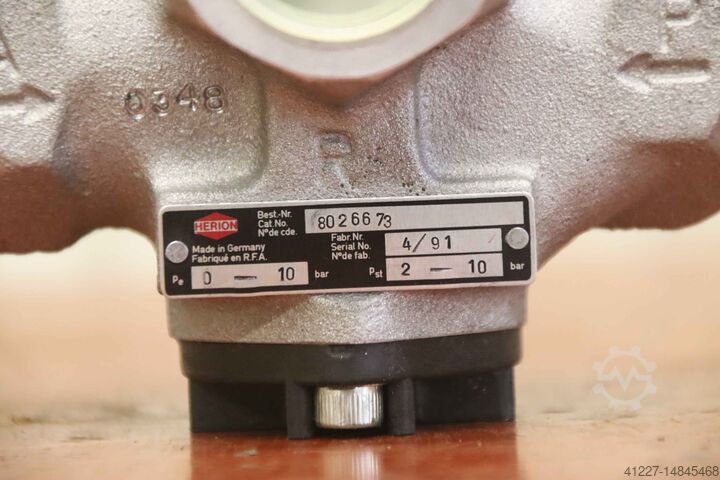 P
0348
R
HERION
Best.-Nr.
Cat.No.
N°de cde.
8026673
Made in Germany
Fabriqué en R.F.A.
Fabr.Nr.
Serial No.
N°de fab.
4/91
Pe 0 — 10 bar
Pst 2 — 10 bar
41227-14845468